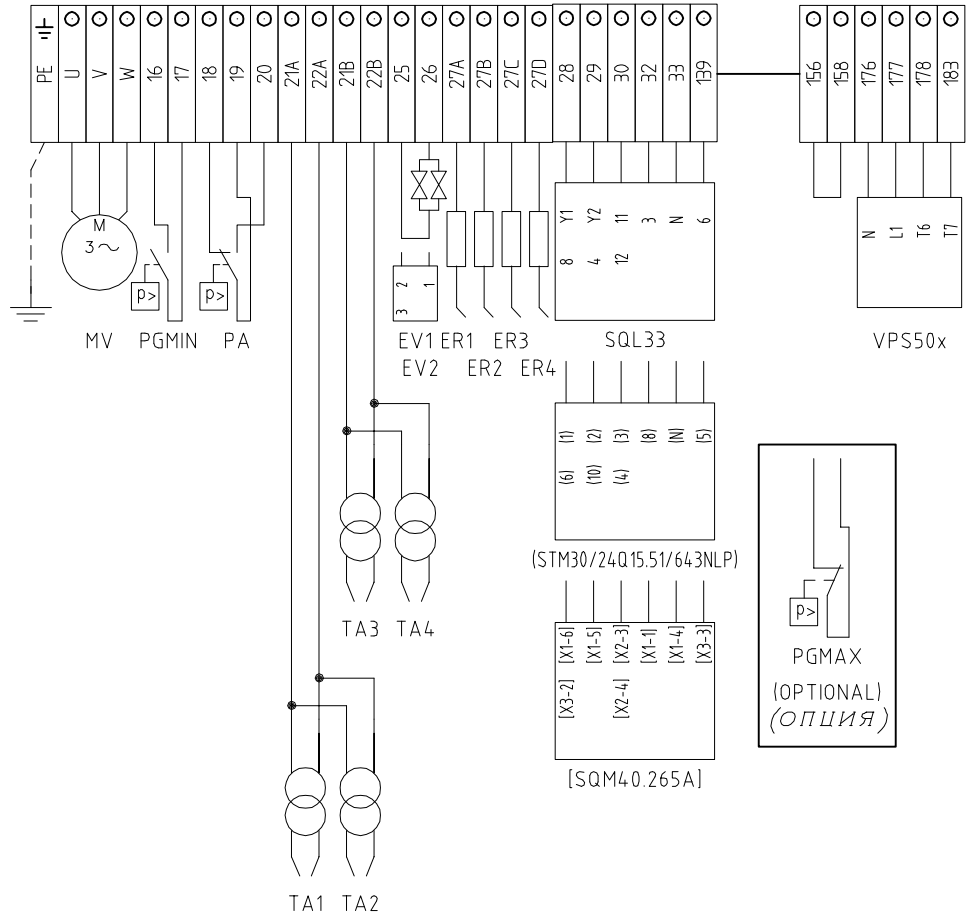 PE U V W 16 17 18 19 20 21A 22A 21B 22B 25 26 27A 27B 27C 27D 28 29 30 32 33 139 156 158 176 177 178 183
M
3~
P>
P>
3 2 1
Y1 Y2 11 3 N 6
8 4 12
N L1 T6 T7
MV PGMIN PA EV1 ER1 ER3 SQL33 VPS50x
EV2 ER2 ER4
(1) (2) (3) (8) (N) (5)
(6) (10) (4)
(STM30/24Q15.51/643NLP)
P>
TA3 TA4
[X1-6] [X1-5] [X2-3] [X1-1] [X1-4] [X3-3]
[X3-2] [X2-4]
PGMAX
(OPTIONAL)
(ОПЦИЯ)
[SQM40.265A]
TA1 TA2